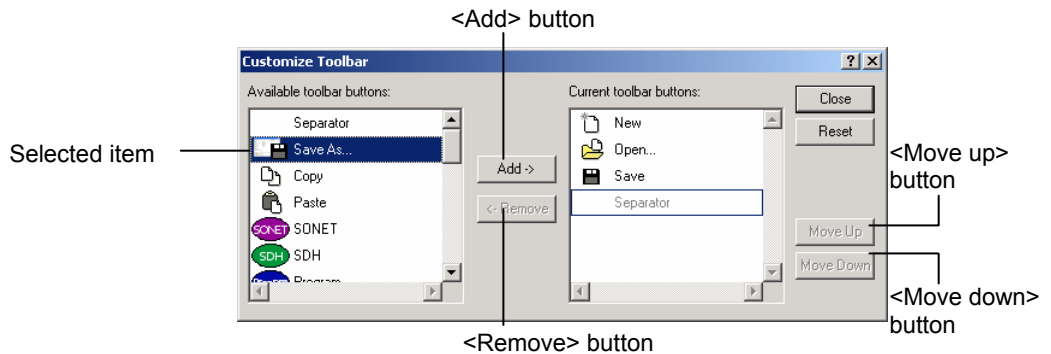 <Add> button
Customize Toolbar
Available toolbar buttons:
Current toolbar buttons:
Separator
Save As...
Copy
Paste
SONET SONET
SDH SDH
Program
Add ->
<- Remove
New
Open...
Save
Separator
Close
Reset
Move Up
Move Down
Selected item
<Move up>
button
<Move down>
button
<Remove> button